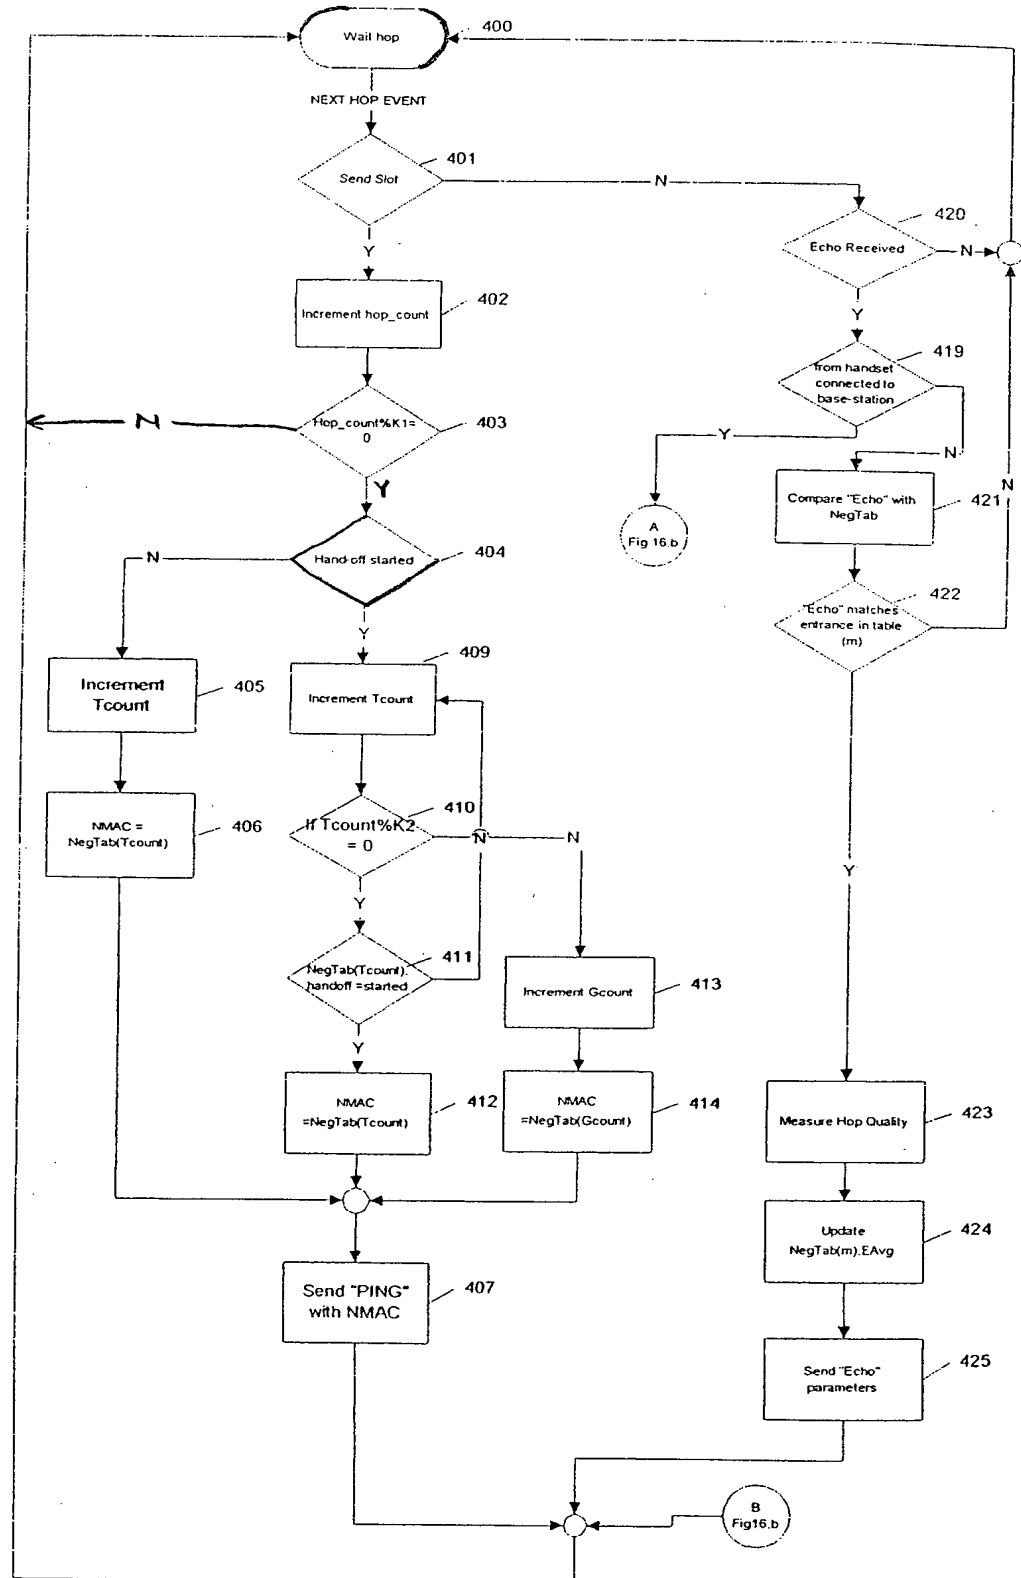 Wail hop
400
NEXT HOP EVENT
Send Slot
401
N
Y
Echo Received
420
N
Increment hop_count
402
Y
from handset
connected to
base-station
419
Hop_count%K1=
0
403
N
Y
Y
N
A
Fig 16.b
Compare "Echo" with
NegTab
421
N
Hand-off started
404
N
Y
"Echo" matches
entrance in table
(m)
422
Increment
Tcount
405
Increment Tcount
409
NMAC =
NegTab(Tcount)
406
If Tcount%K2
= 0
410
N
N
Y
Y
NegTab(Tcount).
handoff =started
411
Y
Increment Gcount
413
NMAC
=NegTab(Tcount)
412
NMAC
=NegTab(Gcount)
414
Measure Hop Quality
423
Update
NegTab(m).EAvg
424
Send "PING"
with NMAC
407
Send "Echo"
parameters
425
B
Fig16.b